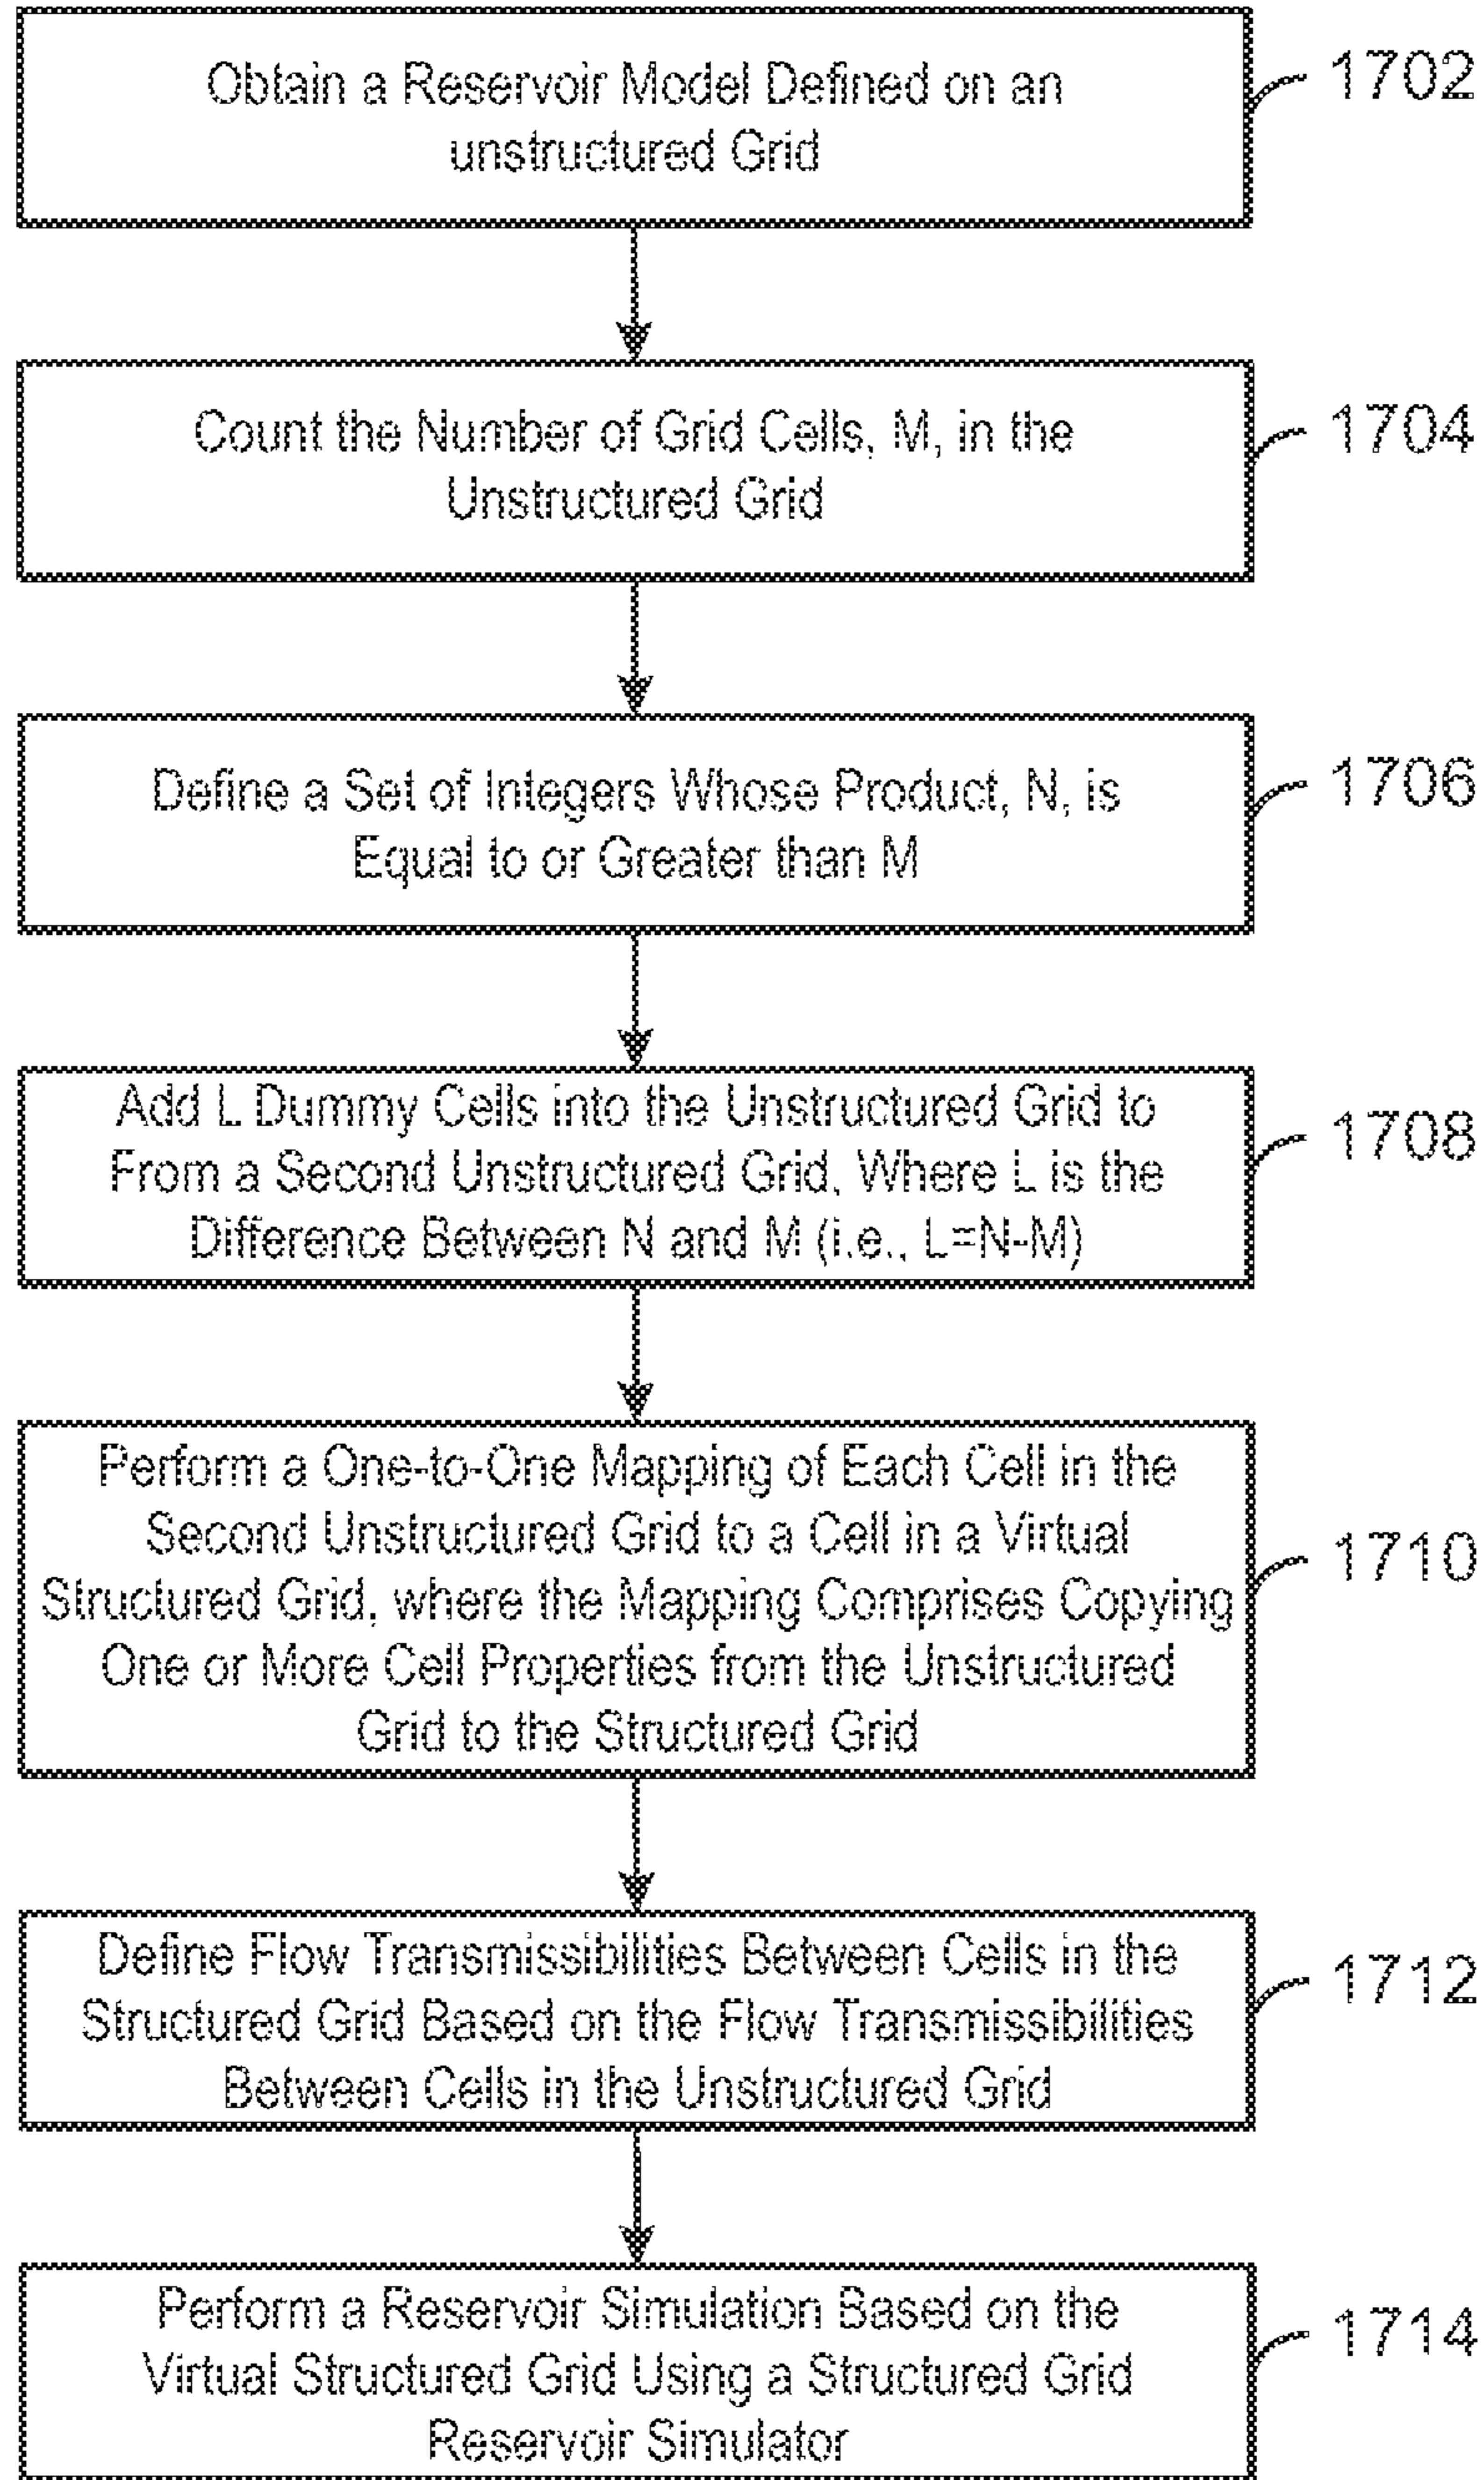 Obtain a Reservoir Model Defined on an
unstructured Grid
1702
Count the Number of Grid Cells, M, in the
Unstructured Grid
1704
Define a Set of Integers Whose Product, N, is
Equal to or Greater than M
1706
Add L Dummy Cells into the Unstructured Grid to
From a Second Unstructured Grid, Where L is the
Difference Between N and M (i.e., L=N-M)
1708
Perform a One-to-One Mapping of Each Cell in the
Second Unstructured Grid to a Cell in a Virtual
Structured Grid, where the Mapping Comprises Copying
One or More Cell Properties from the Unstructured
Grid to the Structured Grid
1710
Define Flow Transmissibilities Between Cells in the
Structured Grid Based on the Flow Transmissibilities
Between Cells in the Unstructured Grid
1712
Perform a Reservoir Simulation Based on the
Virtual Structured Grid Using a Structured Grid
Reservoir Simulator
1714